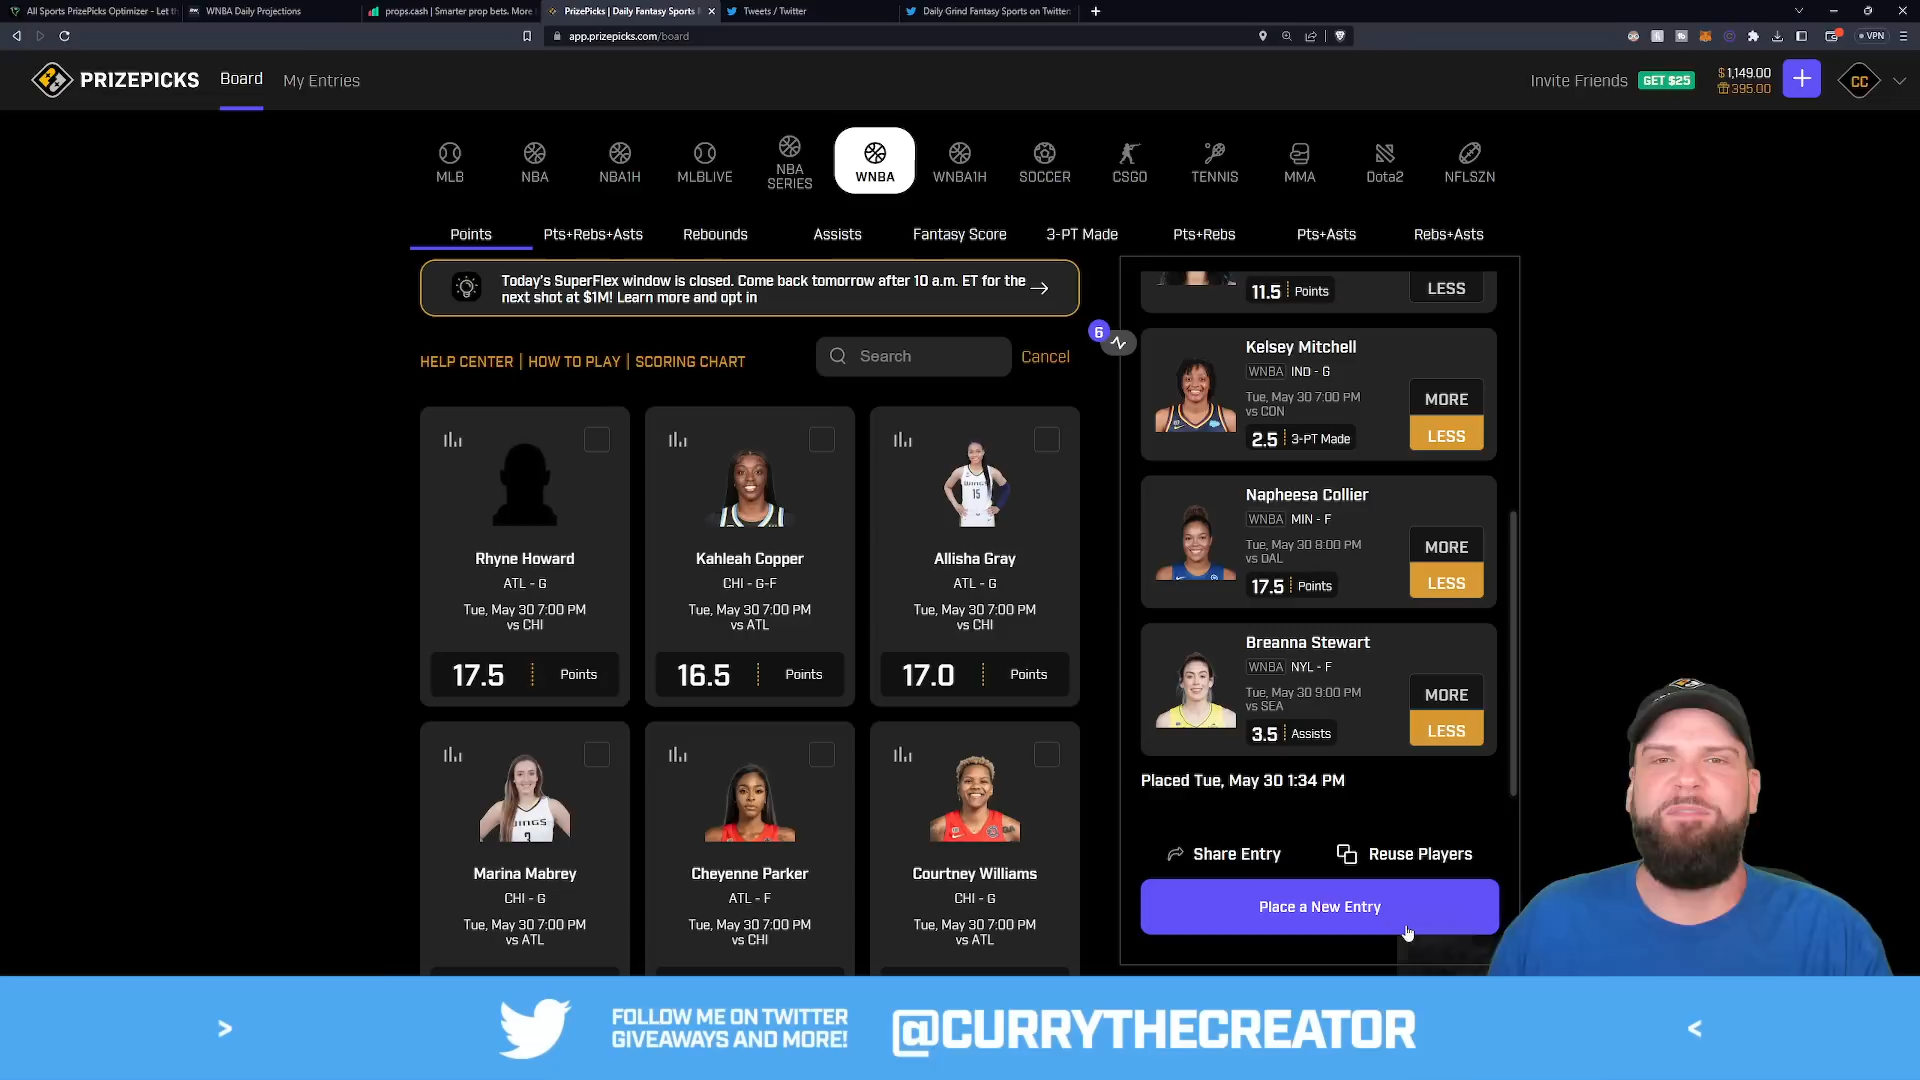 All Sports PrizePicks Optimizer - Let th
WNBA Daily Projections
props.cash | Smarter prop bets. More
PrizePicks | Daily Fantasy Sports
Tweets / Twitter
Daily Grind Fantasy Sports on Twitter
app.prizepicks.com/board
VPN
PRIZEPICKS
Board
My Entries
Invite Friends
GET $25
$1,149.00
395.00
CC
MLB
NBA
NBA1H
MLBLIVE
NBA SERIES
WNBA
WNBA1H
SOCCER
CSGO
TENNIS
MMA
Dota2
NFLSZN
Points
Pts+Rebs+Asts
Rebounds
Assists
Fantasy Score
3-PT Made
Pts+Rebs
Pts+Asts
Rebs+Asts
Today's SuperFlex window is closed. Come back tomorrow after 10 a.m. ET for the
next shot at $1M! Learn more and opt in
HELP CENTER | HOW TO PLAY | SCORING CHART
Search
Cancel
Rhyne Howard
ATL - G
Tue, May 30 7:00 PM
vs CHI
17.5 Points
Kahleah Copper
CHI - G-F
Tue, May 30 7:00 PM
vs ATL
16.5 Points
15
Allisha Gray
ATL - G
Tue, May 30 7:00 PM
vs CHI
17.0 Points
Marina Mabrey
CHI - G
Tue, May 30 7:00 PM
vs ATL
Cheyenne Parker
ATL - F
Tue, May 30 7:00 PM
vs CHI
Courtney Williams
CHI - G
Tue, May 30 7:00 PM
vs ATL
6
11.5 Points
LESS
Kelsey Mitchell
WNBA IND - G
Tue, May 30 7:00 PM
vs CON
2.5 3-PT Made
MORE
LESS
Napheesa Collier
WNBA MIN - F
Tue, May 30 8:00 PM
vs DAL
17.5 Points
MORE
LESS
Breanna Stewart
WNBA NYL - F
Tue, May 30 9:00 PM
vs SEA
3.5 Assists
MORE
LESS
Placed Tue, May 30 1:34 PM
Share Entry
Reuse Players
Place a New Entry
FOLLOW ME ON TWITTER
GIVEAWAYS AND MORE!
@CURRYTHECREATOR